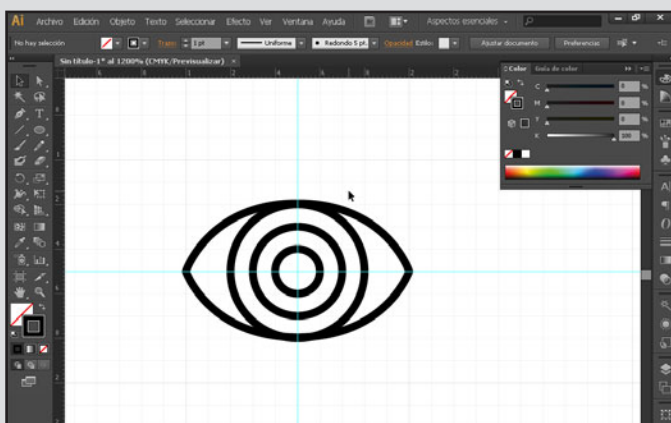 Ai Archivo Edición Objeto Texto Seleccionar Efecto Ver Ventana Ayuda Br Aspectos esenciales
No hay selección Trazo: 1 pt Uniforme Redondo 5 pt. Opacidad Estilo: Ajustar documento Preferencias
Sin título-1* al 1200% (CMYK/Previsualizar) ×
Color Guía de color
C 0 %
M 0 %
Y 0 %
K 100 %